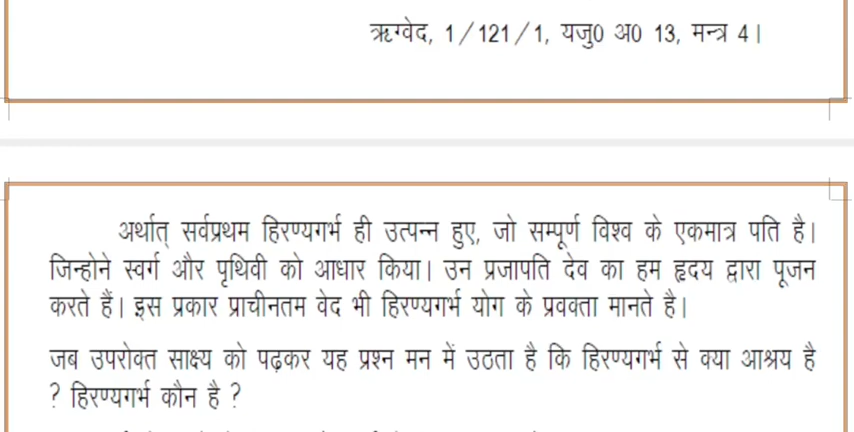 ऋग्वेद, 1/121/1, यजु0 अ0 13, मन्त्र 4।
अर्थात् सर्वप्रथम हिरण्यगर्भ ही उत्पन्न हुए, जो सम्पूर्ण विश्व के एकमात्र पति है।
जिन्होने स्वर्ग और पृथिवी को आधार किया। उन प्रजापति देव का हम हृदय द्वारा पूजन
करते हैं। इस प्रकार प्राचीनतम वेद भी हिरण्यगर्भ योग के प्रवक्ता मानते है।
जब उपरोक्त साक्ष्य को पढ़कर यह प्रश्न मन में उठता है कि हिरण्यगर्भ से क्या आश्रय है
? हिरण्यगर्भ कौन है ?